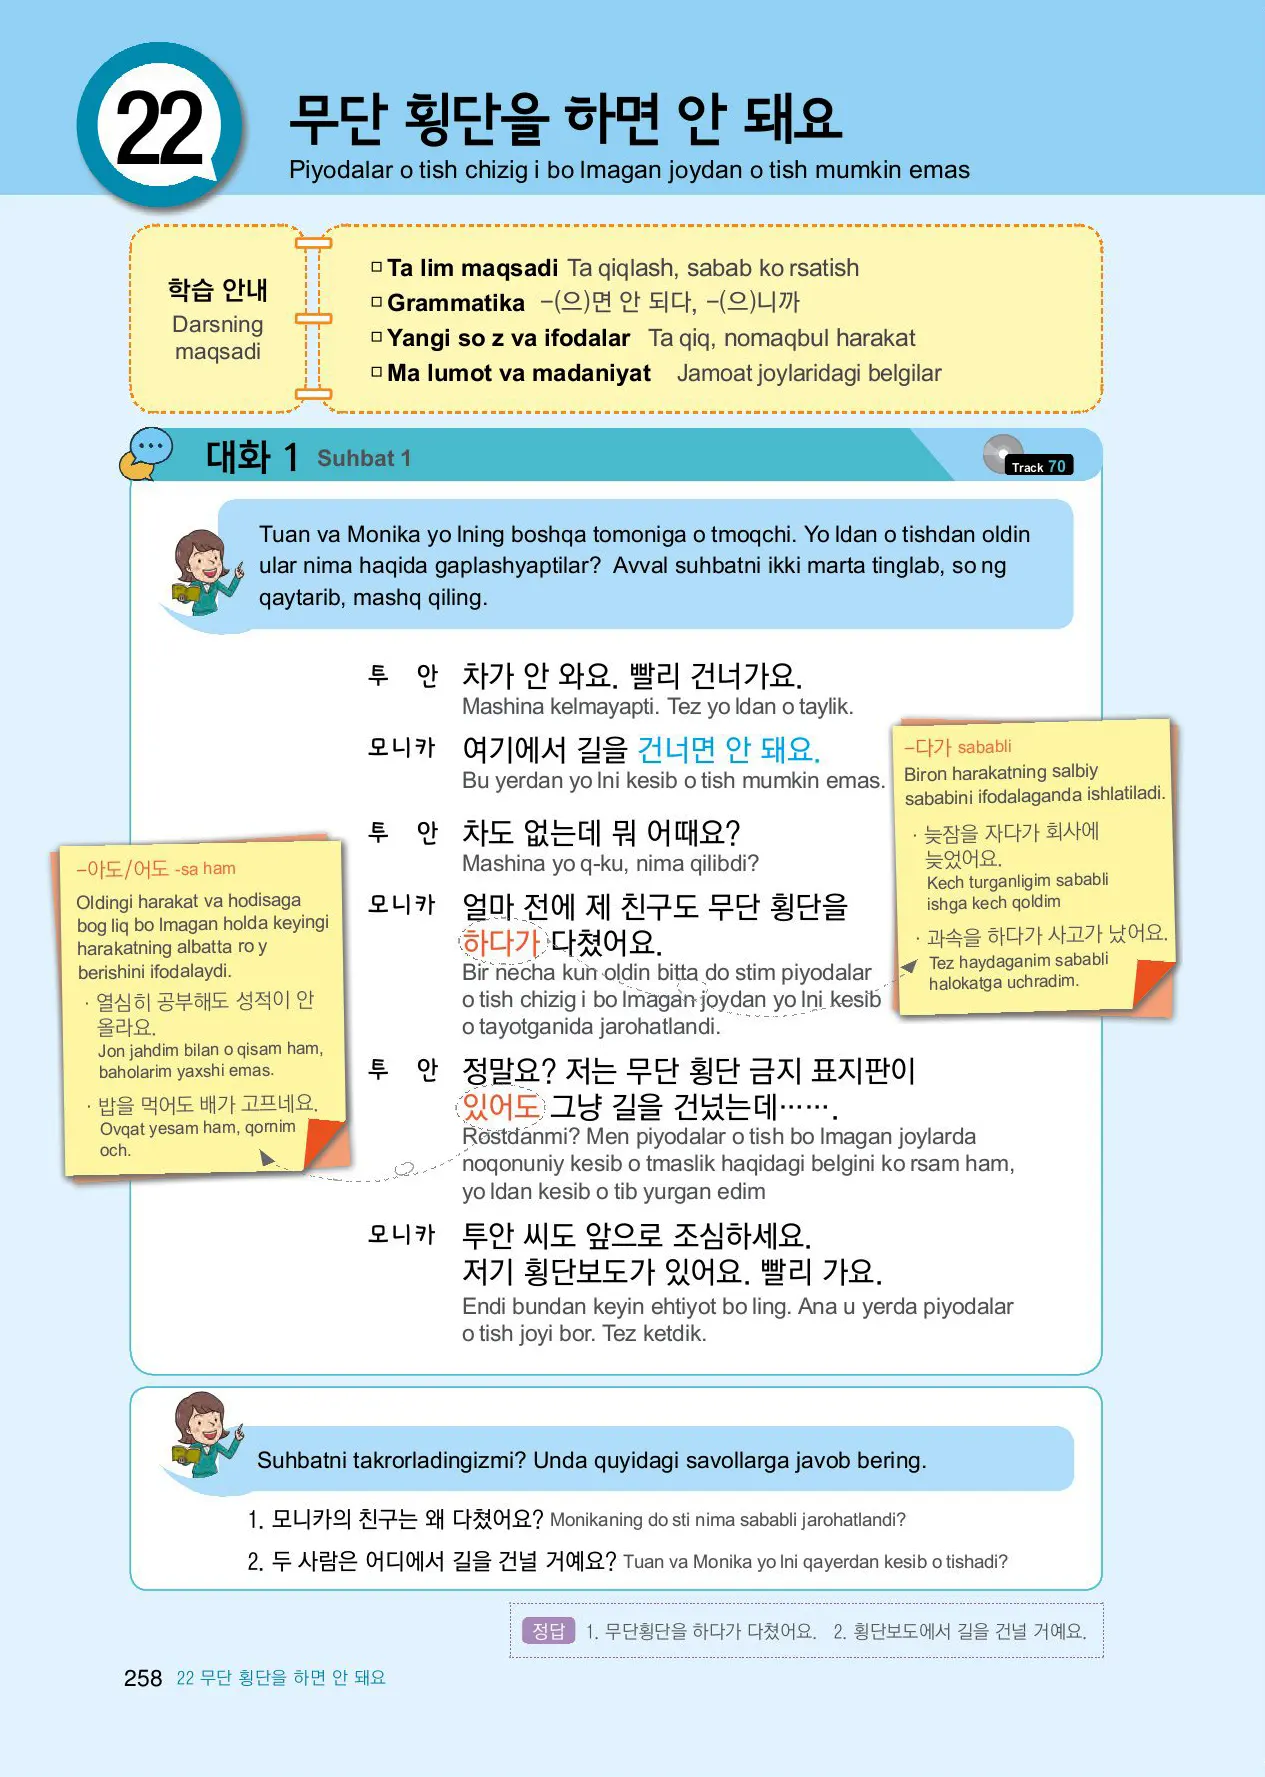 22
무단 횡단을 하면 안 돼요
Piyodalar o tish chizig i bo lmagan joydan o tish mumkin emas
학습 안내
Darsning
maqsadi
Ta lim maqsadi Ta qiqlash, sabab ko rsatish
Grammatika -(으)면 안 되다, -(으)니까
Yangi so z va ifodalar Ta qiq, nomaqbul harakat
Ma lumot va madaniyat Jamoat joylaridagi belgilar
대화 1 Suhbat 1
Track 70
Tuan va Monika yo lning boshqa tomoniga o tmoqchi. Yo ldan o tishdan oldin
ular nima haqida gaplashyaptilar? Avval suhbatni ikki marta tinglab, so ng
qaytarib, mashq qiling.
투 안 차가 안 와요. 빨리 건너가요.
Mashina kelmayapti. Tez yo ldan o taylik.
모니카 여기에서 길을 건너면 안 돼요.
Bu yerdan yo lni kesib o tish mumkin emas.
투 안 차도 없는데 뭐 어때요?
Mashina yo q-ku, nima qilibdi?
모니카 얼마 전에 제 친구도 무단 횡단을
하다가 다쳤어요.
Bir necha kun oldin bitta do stim piyodalar
o tish chizig i bo lmagan joydan yo lni kesib
o tayotganida jarohatlandi.
투 안 정말요? 저는 무단 횡단 금지 표지판이
있어도 그냥 길을 건넜는데…….
Rostdanmi? Men piyodalar o tish bo lmagan joylarda
noqonuniy kesib o tmaslik haqidagi belgini ko rsam ham,
yo ldan kesib o tib yurgan edim
모니카 투안 씨도 앞으로 조심하세요.
저기 횡단보도가 있어요. 빨리 가요.
Endi bundan keyin ehtiyot bo ling. Ana u yerda piyodalar
o tish joyi bor. Tez ketdik.
-다가 sababli
Biron harakatning salbiy
sababini ifodalaganda ishlatiladi.
· 늦잠을 자다가 회사에
늦었어요.
Kech turganligim sababli
ishga kech qoldim
· 과속을 하다가 사고가 났어요.
Tez haydaganim sababli
halokatga uchradim.
-아도/어도 -sa ham
Oldingi harakat va hodisaga
bog liq bo lmagan holda keyingi
harakatning albatta ro y
berishini ifodalaydi.
· 열심히 공부해도 성적이 안
올라요.
Jon jahdim bilan o qisam ham,
baholarim yaxshi emas.
· 밥을 먹어도 배가 고프네요.
Ovqat yesam ham, qornim
och.
Suhbatni takrorladingizmi? Unda quyidagi savollarga javob bering.
1. 모니카의 친구는 왜 다쳤어요? Monikaning do sti nima sababli jarohatlandi?
2. 두 사람은 어디에서 길을 건널 거예요? Tuan va Monika yo lni qayerdan kesib o tishadi?
정답 1. 무단횡단을 하다가 다쳤어요. 2. 횡단보도에서 길을 건널 거예요.
258 22 무단 횡단을 하면 안 돼요